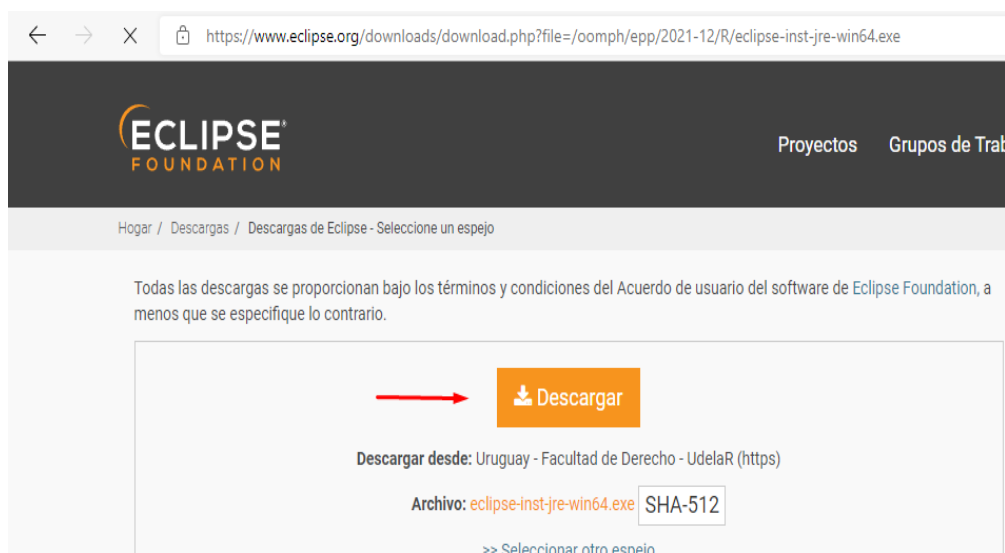 https://www.eclipse.org/downloads/download.php?file=/oomph/epp/2021-12/R/eclipse-inst-jre-win64.exe
ECLIPSE®
FOUNDATION
Proyectos Grupos de Trab
Hogar / Descargas / Descargas de Eclipse - Seleccione un espejo
Todas las descargas se proporcionan bajo los términos y condiciones del Acuerdo de usuario del software de Eclipse Foundation, a
menos que se especifique lo contrario.
Descargar
Descargar desde: Uruguay - Facultad de Derecho - UdelaR (https)
Archivo: eclipse-inst-jre-win64.exe SHA-512
>> Seleccionar otro espejo